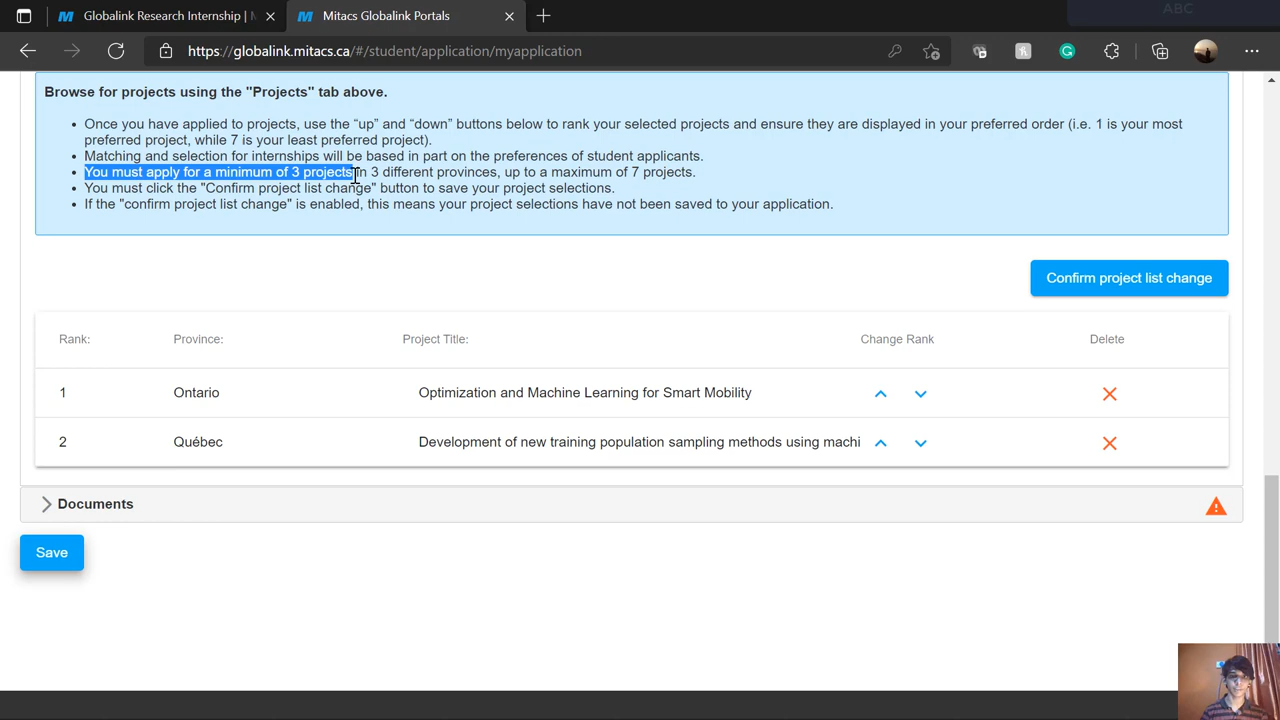 ABC
Globalink Research Internship | M
Mitacs Globalink Portals
https://globalink.mitacs.ca/#/student/application/myapplication
Browse for projects using the "Projects" tab above.
Once you have applied to projects, use the “up” and “down” buttons below to rank your selected projects and ensure they are displayed in your preferred order (i.e. 1 is your most
preferred project, while 7 is your least preferred project).
Matching and selection for internships will be based in part on the preferences of student applicants.
You must apply for a minimum of 3 projects in 3 different provinces, up to a maximum of 7 projects.
You must click the "Confirm project list change" button to save your project selections.
If the "confirm project list change" is enabled, this means your project selections have not been saved to your application.
Confirm project list change
Rank: Province: Project Title: Change Rank Delete
1 Ontario Optimization and Machine Learning for Smart Mobility
2 Québec Development of new training population sampling methods using machi
Documents
Save